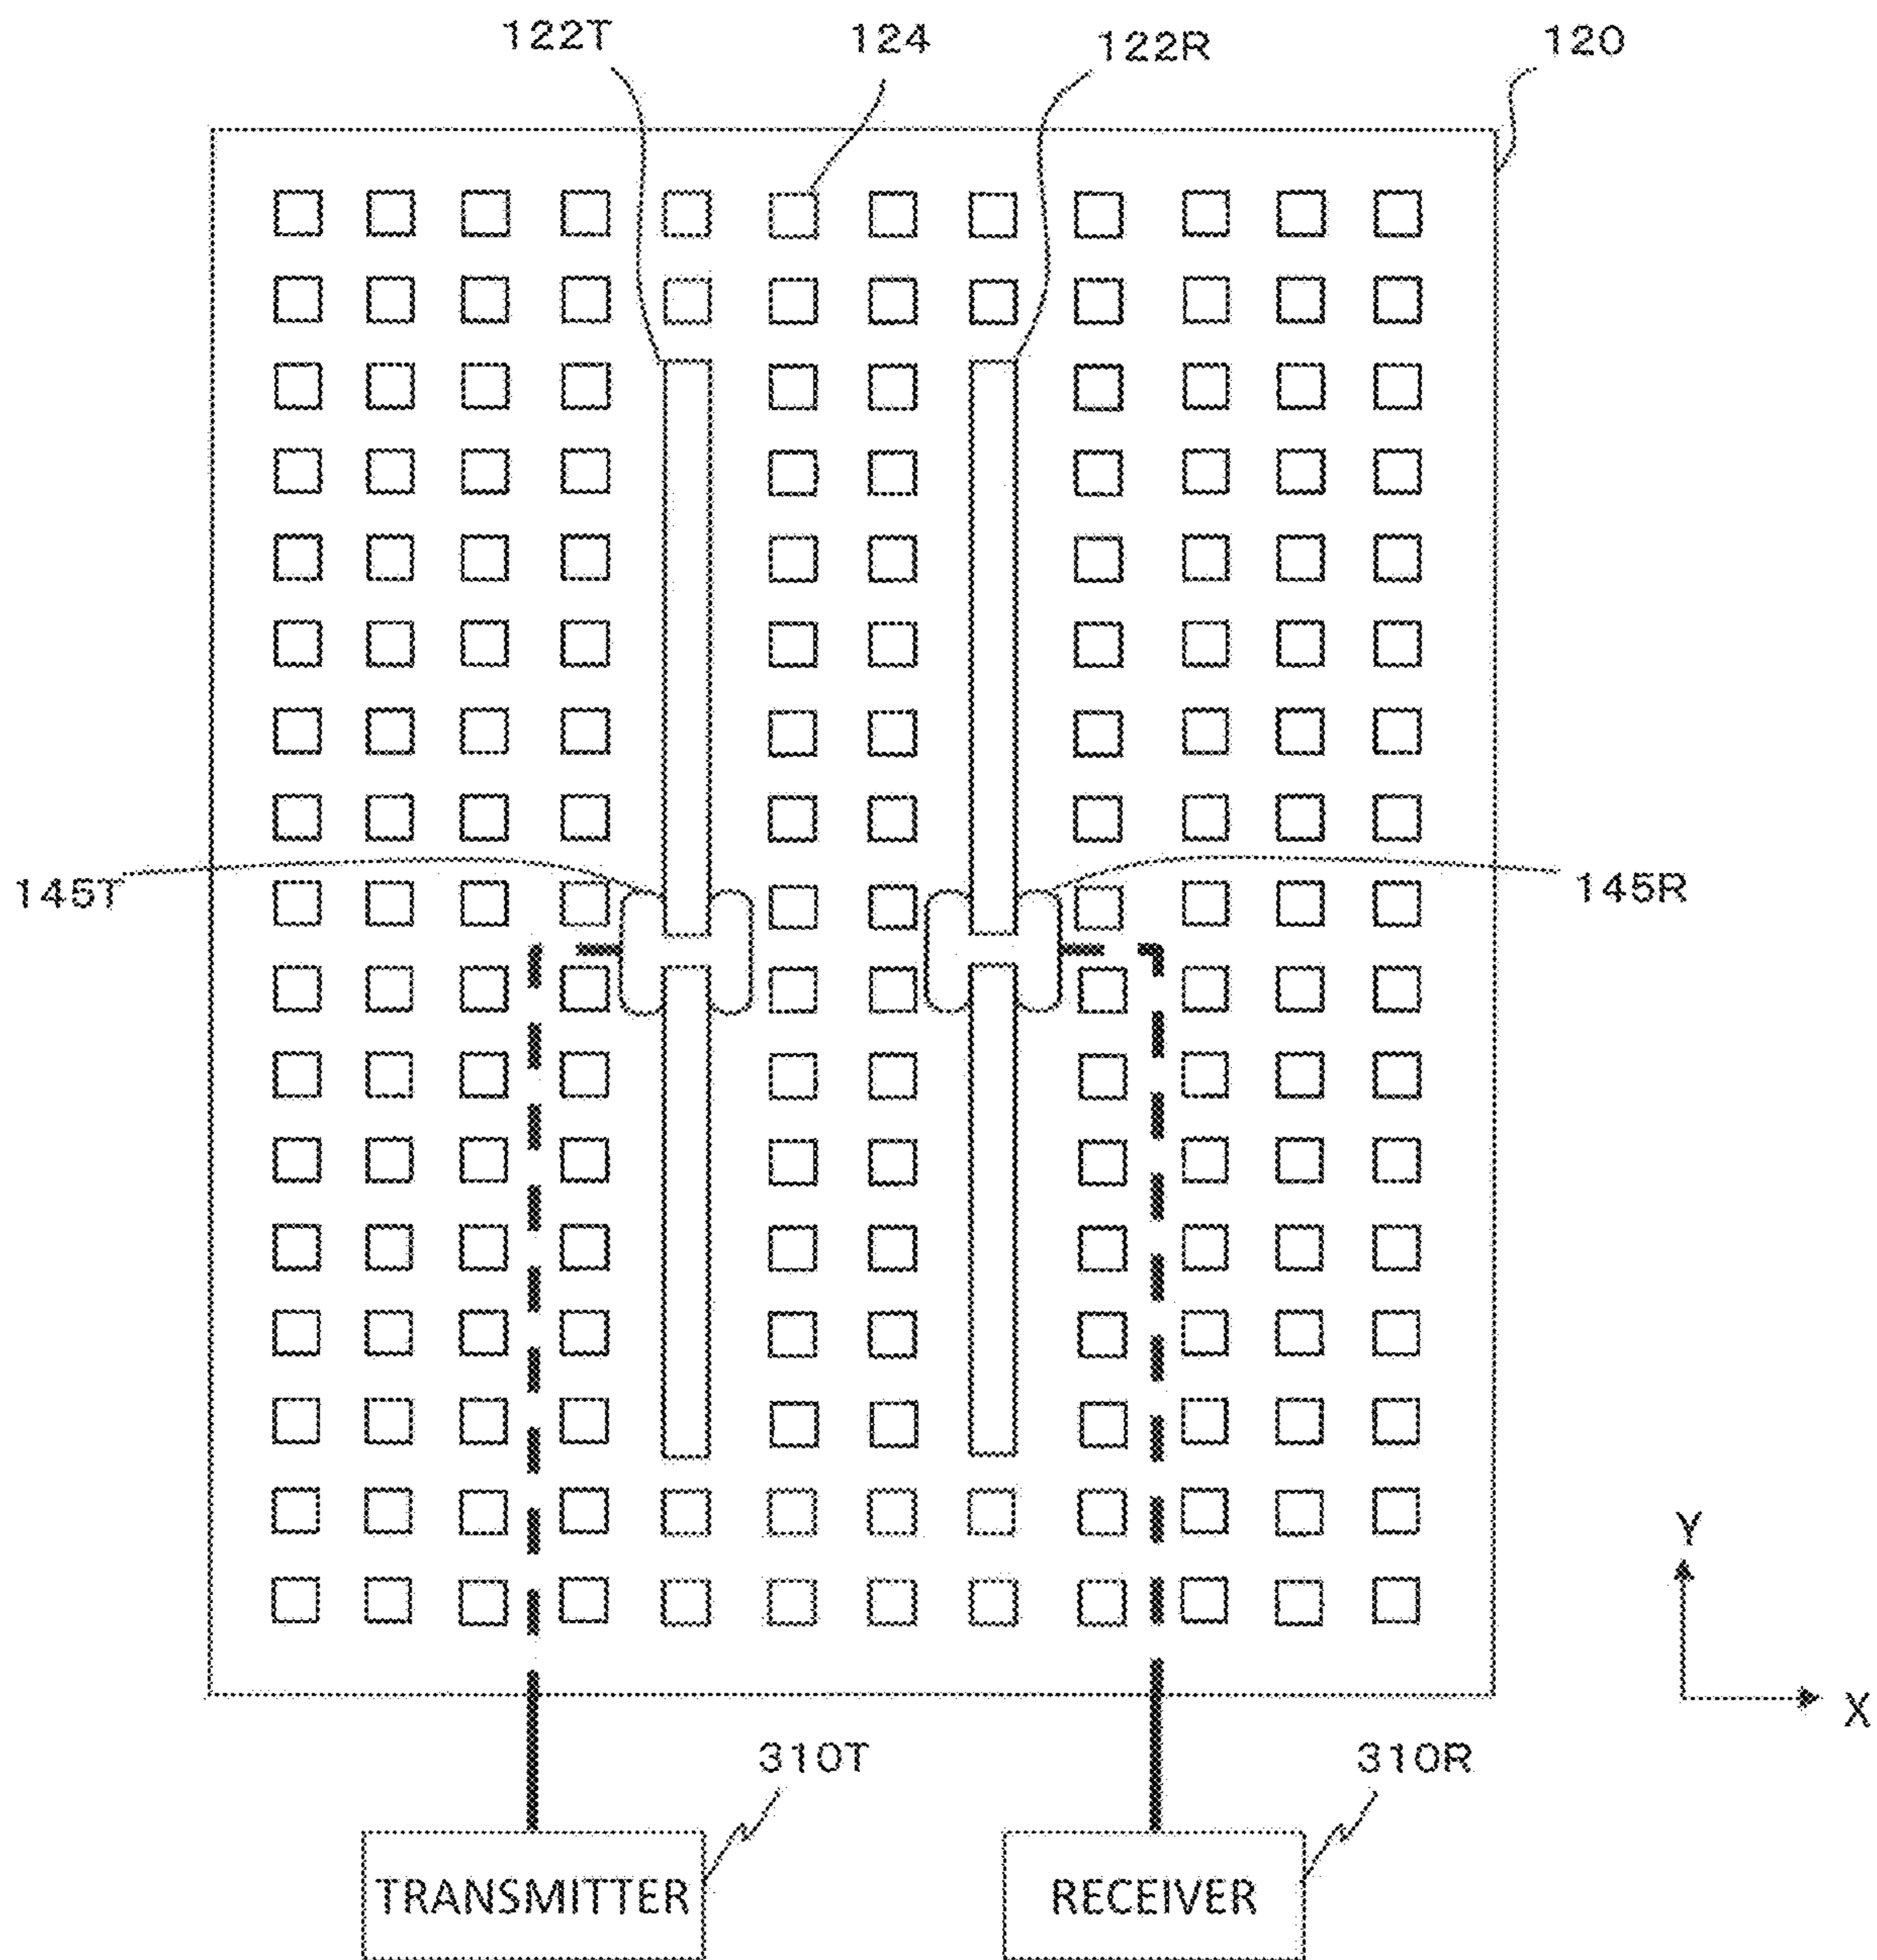 122T 124 122R 120
145T 145R
Y
X
310T 310R
TRANSMITTER RECEIVER